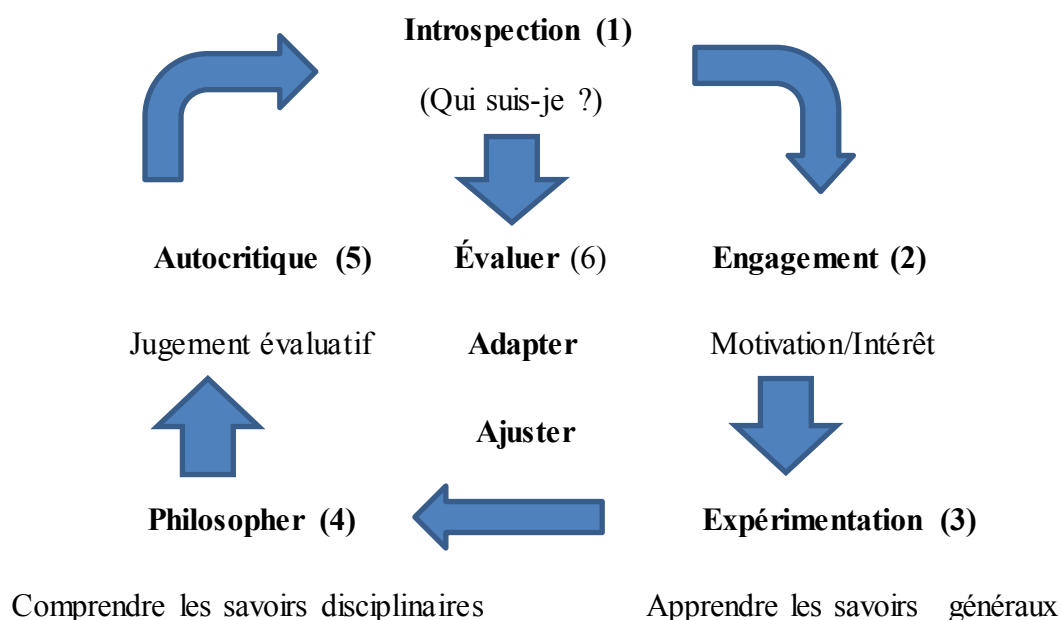 Introspection (1)
(Qui suis-je ?)
Autocritique (5) Évaluer (6) Engagement (2)
Jugement évaluatif Adapter Motivation/Intérêt
Ajuster
Philosopher (4) Expérimentation (3)
Comprendre les savoirs disciplinaires Apprendre les savoirs généraux